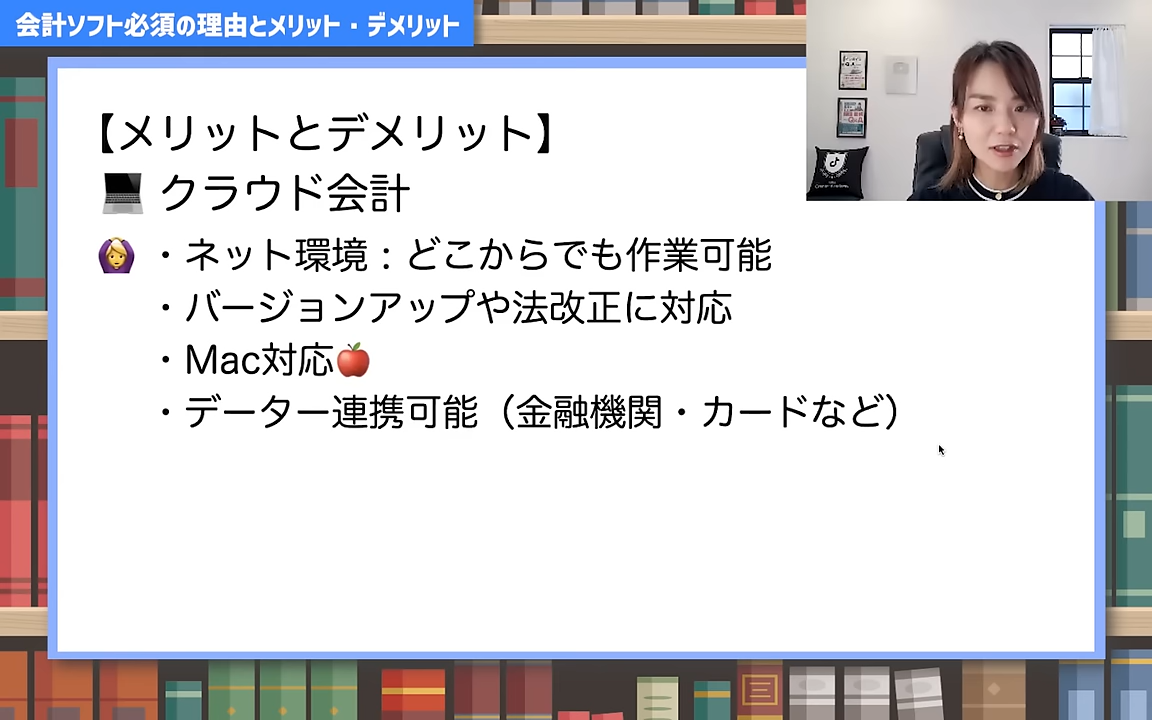 会計ソフト必須の理由とメリット・デメリット
【メリットとデメリット】
クラウド会計
・ネット環境：どこからでも作業可能
・バージョンアップや法改正に対応
・Mac対応
・データー連携可能（金融機関・カードなど）